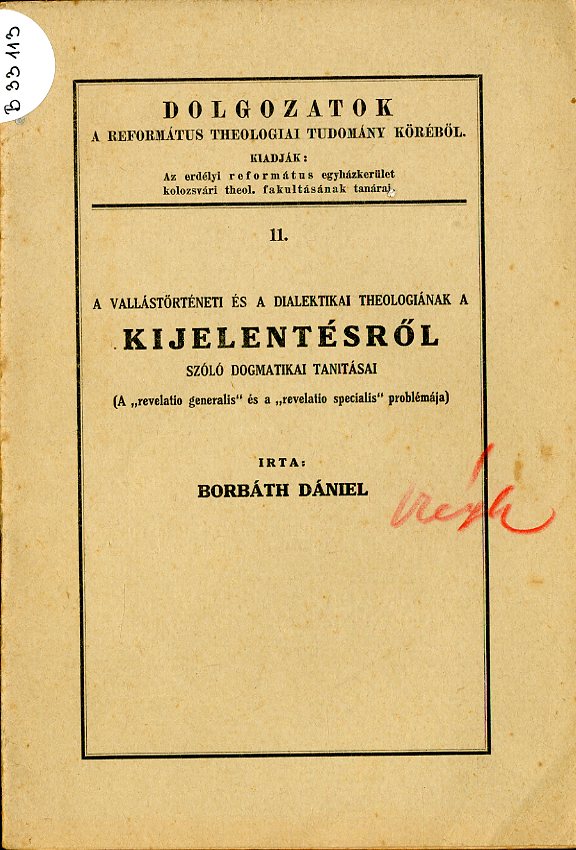 B 33 113
DOLGOZATOK
A REFORMÁTUS THEOLOGIAI TUDOMÁNY KÖRÉBŐL.
KIADJÁK:
Az erdélyi református egyházkerület
kolozsvári theol. fakultásának tanárai.
11.
A VALLÁSTÖRTÉNETI ÉS A DIALEKTIKAI THEOLOGIÁNAK A
KIJELENTÉSRŐL
SZÓLÓ DOGMATIKAI TANITÁSAI
(A „revelatio generalis" és a „revelatio specialis" problémája)
IRTA:
BORBÁTH DÁNIEL